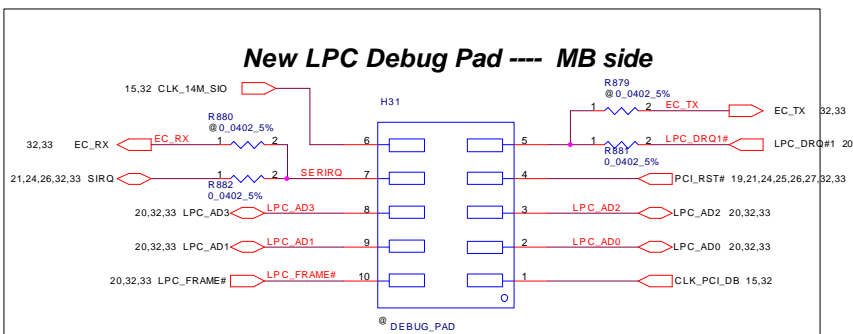 New LPC Debug Pad ---- MB side
15,32 CLK_14M_SIO
H31
R879
@ 0_0402_5%
1 2 EC_TX
EC_TX 32,33
R880
@ 0_0402_5%
32,33 EC_RX
EC_RX 1 2
6
5
1 2 LPC_DRQ1#
LPC_DRQ#1 20
R881
0_0402_5%
21,24,26,32,33 SIRQ
1 2
SERIRQ
7
4
PCI_RST# 19,21,24,25,26,27,32,33
R882
0_0402_5%
20,32,33 LPC_AD3
LPC_AD3
8
3
LPC_AD2
LPC_AD2 20,32,33
20,32,33 LPC_AD1
LPC_AD1
9
2
LPC_AD0
LPC_AD0 20,32,33
20,32,33 LPC_FRAME#
LPC_FRAME#
10
1
CLK_PCI_DB 15,32
O
@ DEBUG_PAD